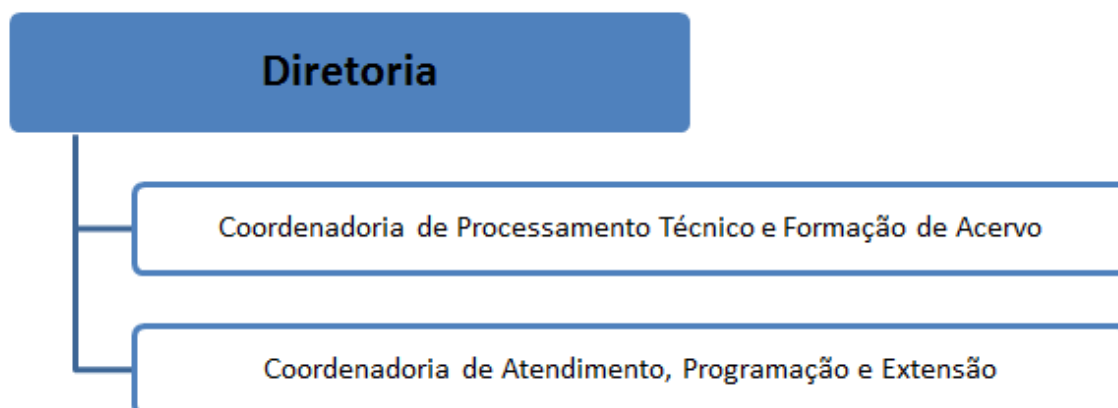 Diretoria
Coordenadoria de Processamento Técnico e Formação de Acervo
Coordenadoria de Atendimento, Programação e Extensão